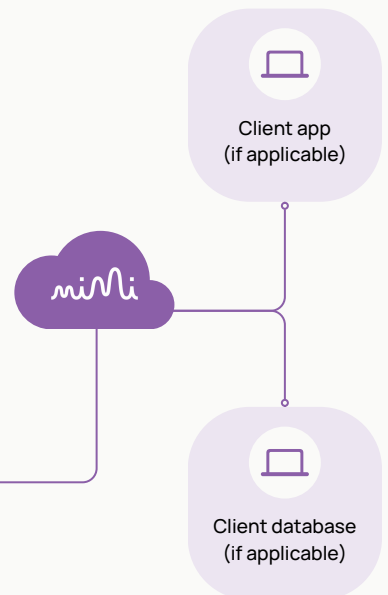 Client app
(if applicable)
miMi
Client database
(if applicable)